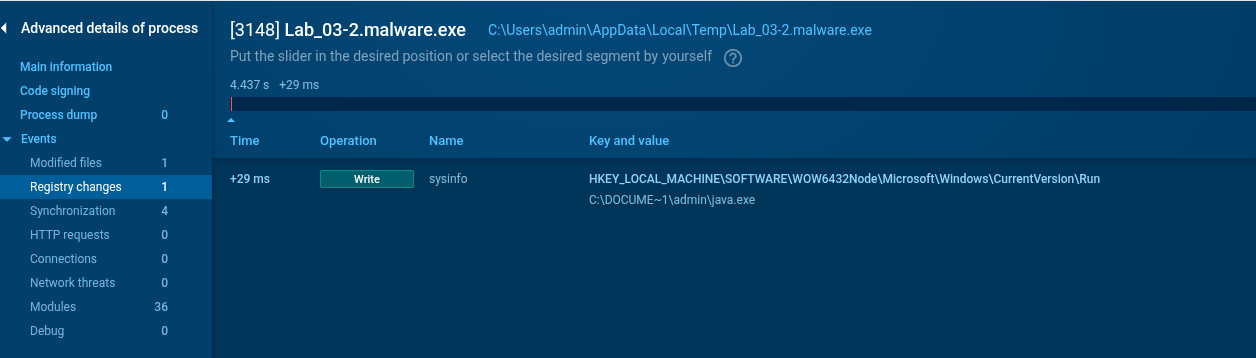 Advanced details of process
Main information
Code signing
Process dump 0
Events
Modified files 1
Registry changes 1
Synchronization 4
HTTP requests 0
Connections 0
Network threats 0
Modules 36
Debug 0
[3148] Lab_03-2.malware.exe C:\Users\admin\AppData\Local\Temp\Lab_03-2.malware.exe
Put the slider in the desired position or select the desired segment by yourself ?
4.437 s +29 ms
Time Operation Name Key and value
+29 ms Write sysinfo HKEY_LOCAL_MACHINE\SOFTWARE\WOW6432Node\Microsoft\Windows\CurrentVersion\Run
C:\DOCUME~1\admin\java.exe